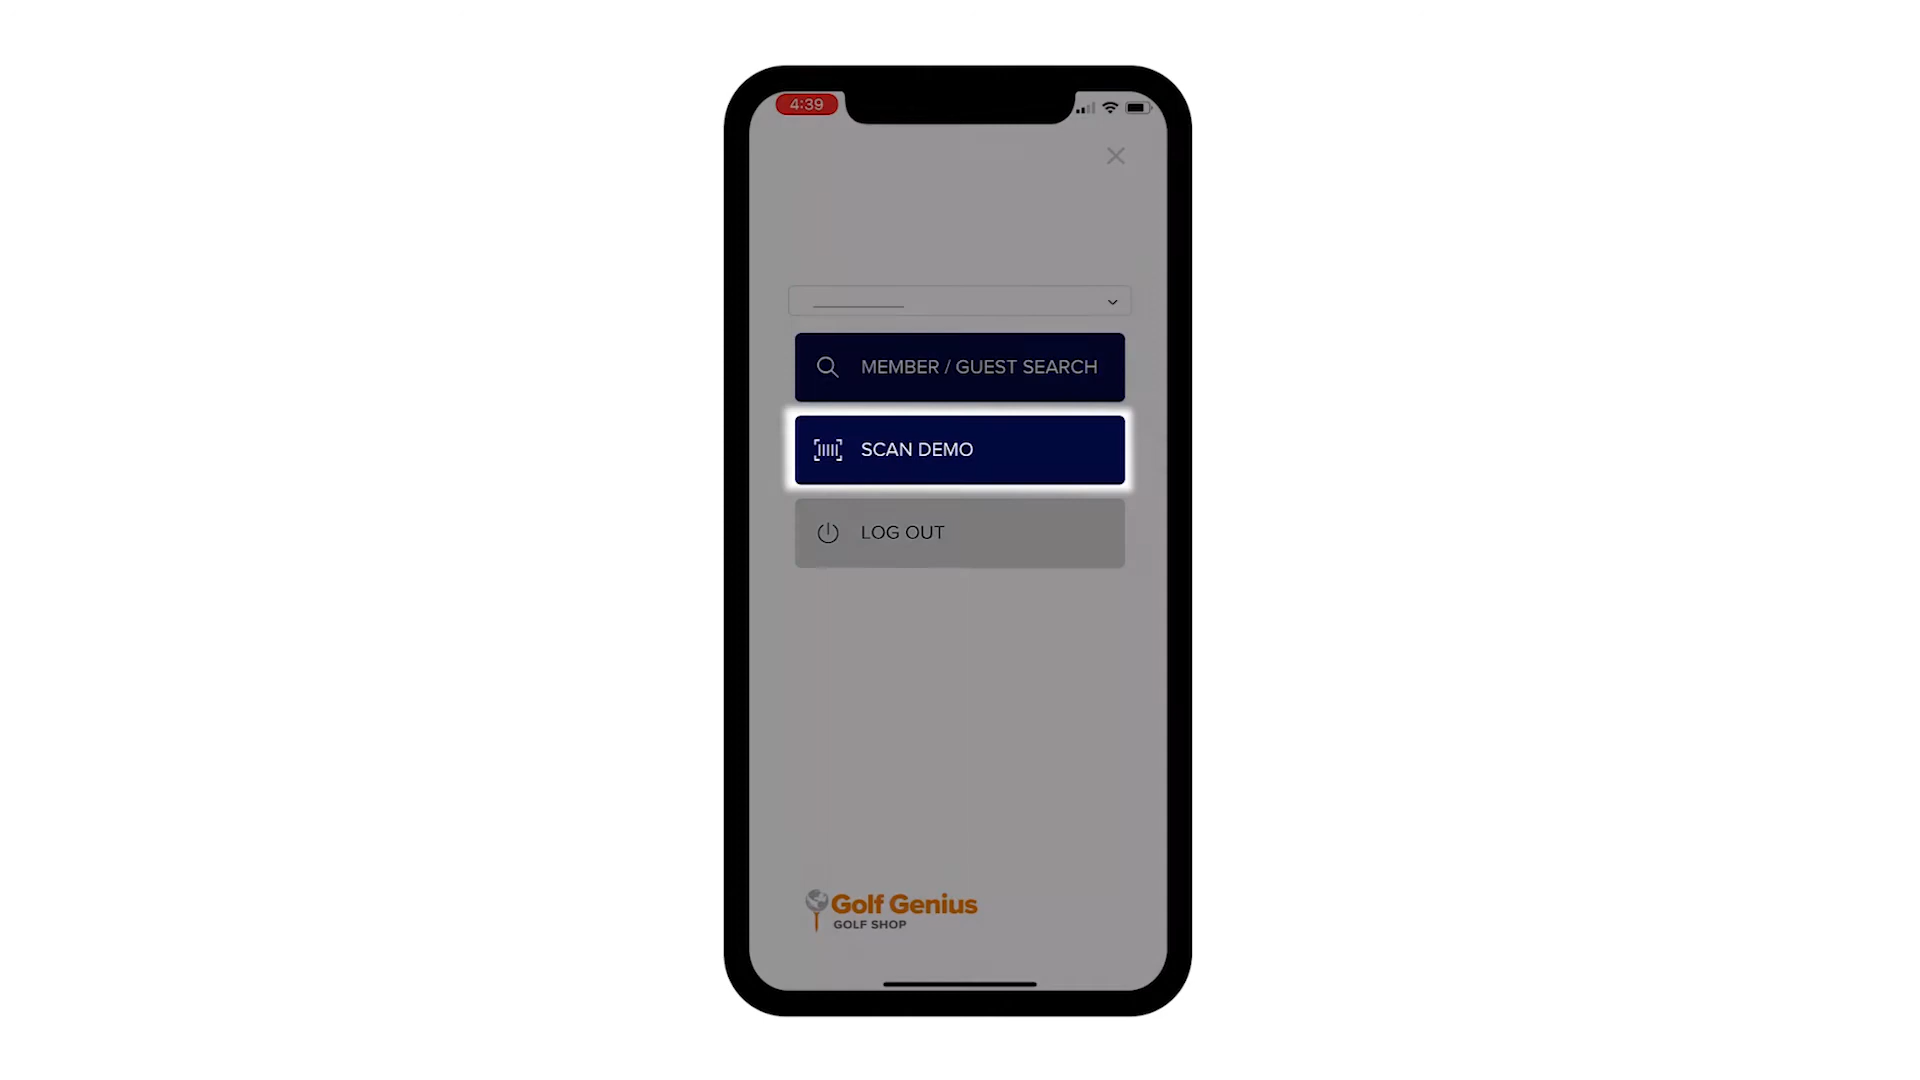 4:39
MEMBER / GUEST SEARCH
SCAN DEMO
LOG OUT
Golf Genius
GOLF SHOP